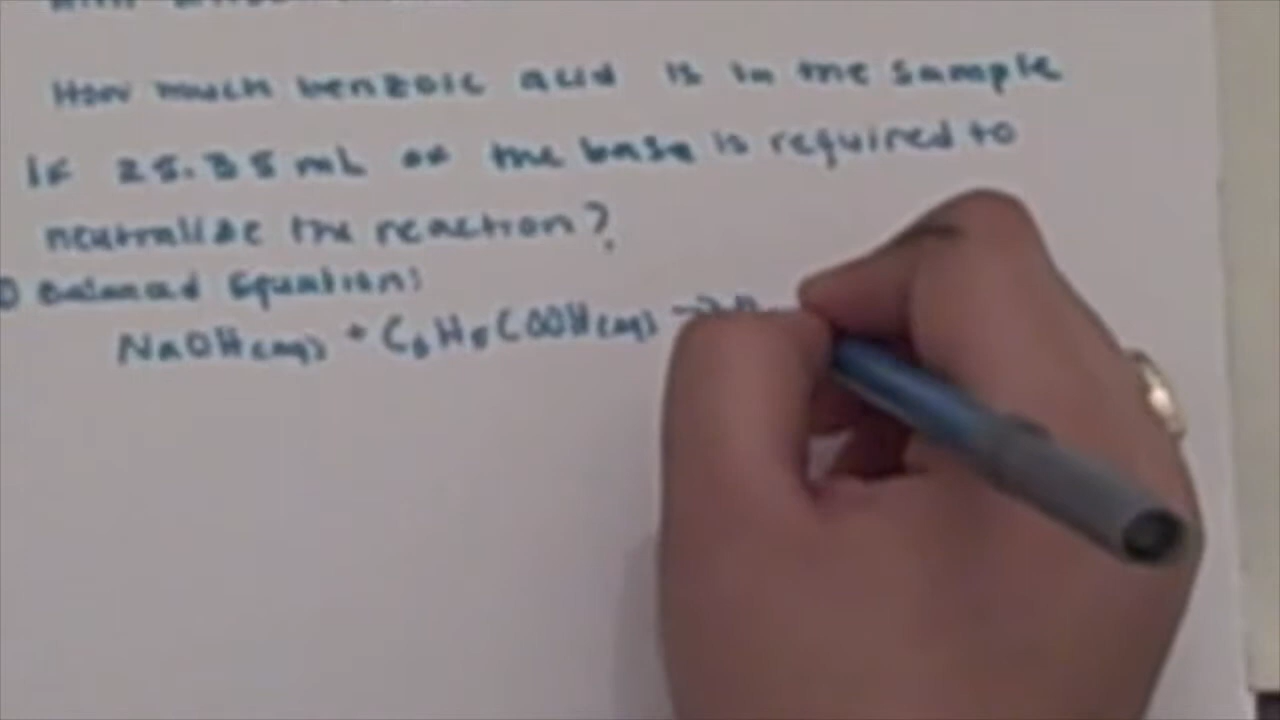 How much benzoic acid is in the sample
if 25.35 mL of the base is required to
neutralize the reaction?
Balanced Equation:
NaOH(aq) + C6H5COOH(aq) →